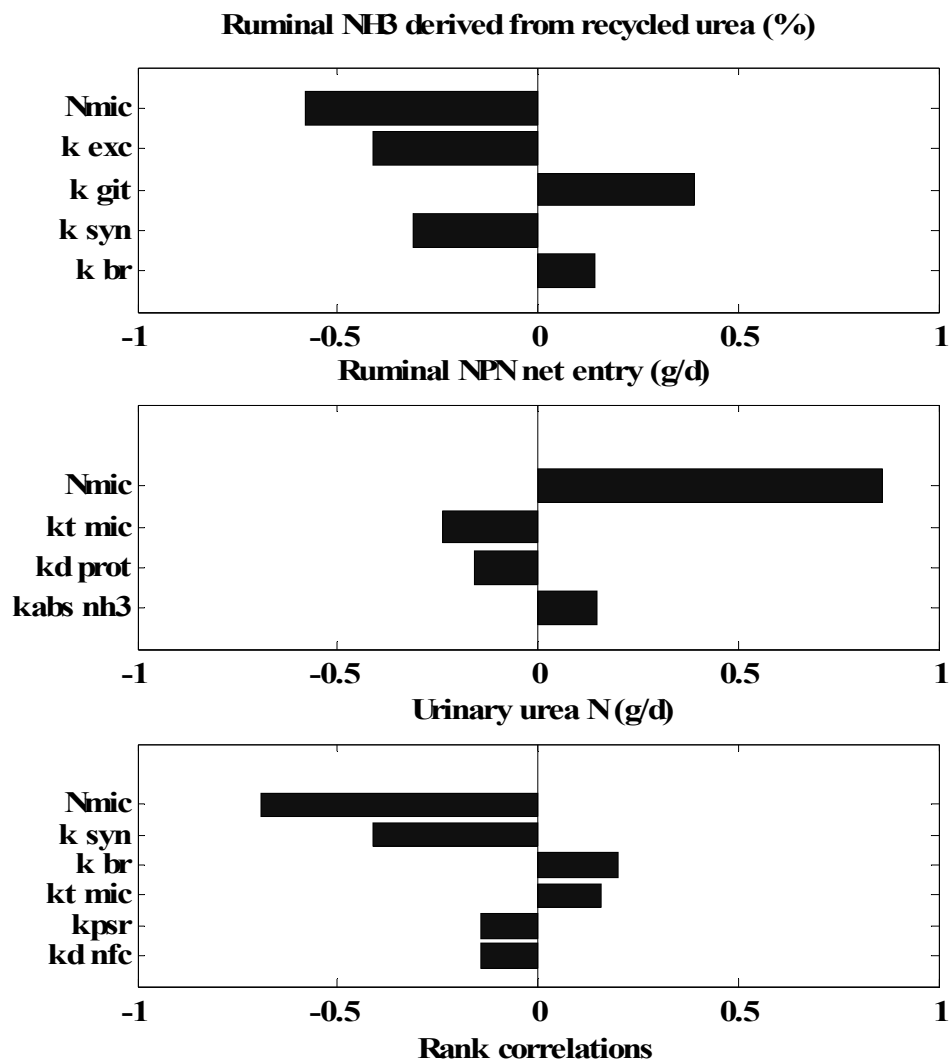 Ruminal NH3 derived from recycled urea (%)
Nmic
k exc
k git
k syn
k br
-1 -0.5 0 0.5 1
Ruminal NPN net entry (g/d)
Nmic
kt mic
kd prot
kabs nh3
-1 -0.5 0 0.5 1
Urinary urea N (g/d)
Nmic
k syn
k br
kt mic
kpsr
kd nfc
-1 -0.5 0 0.5 1
Rank correlations